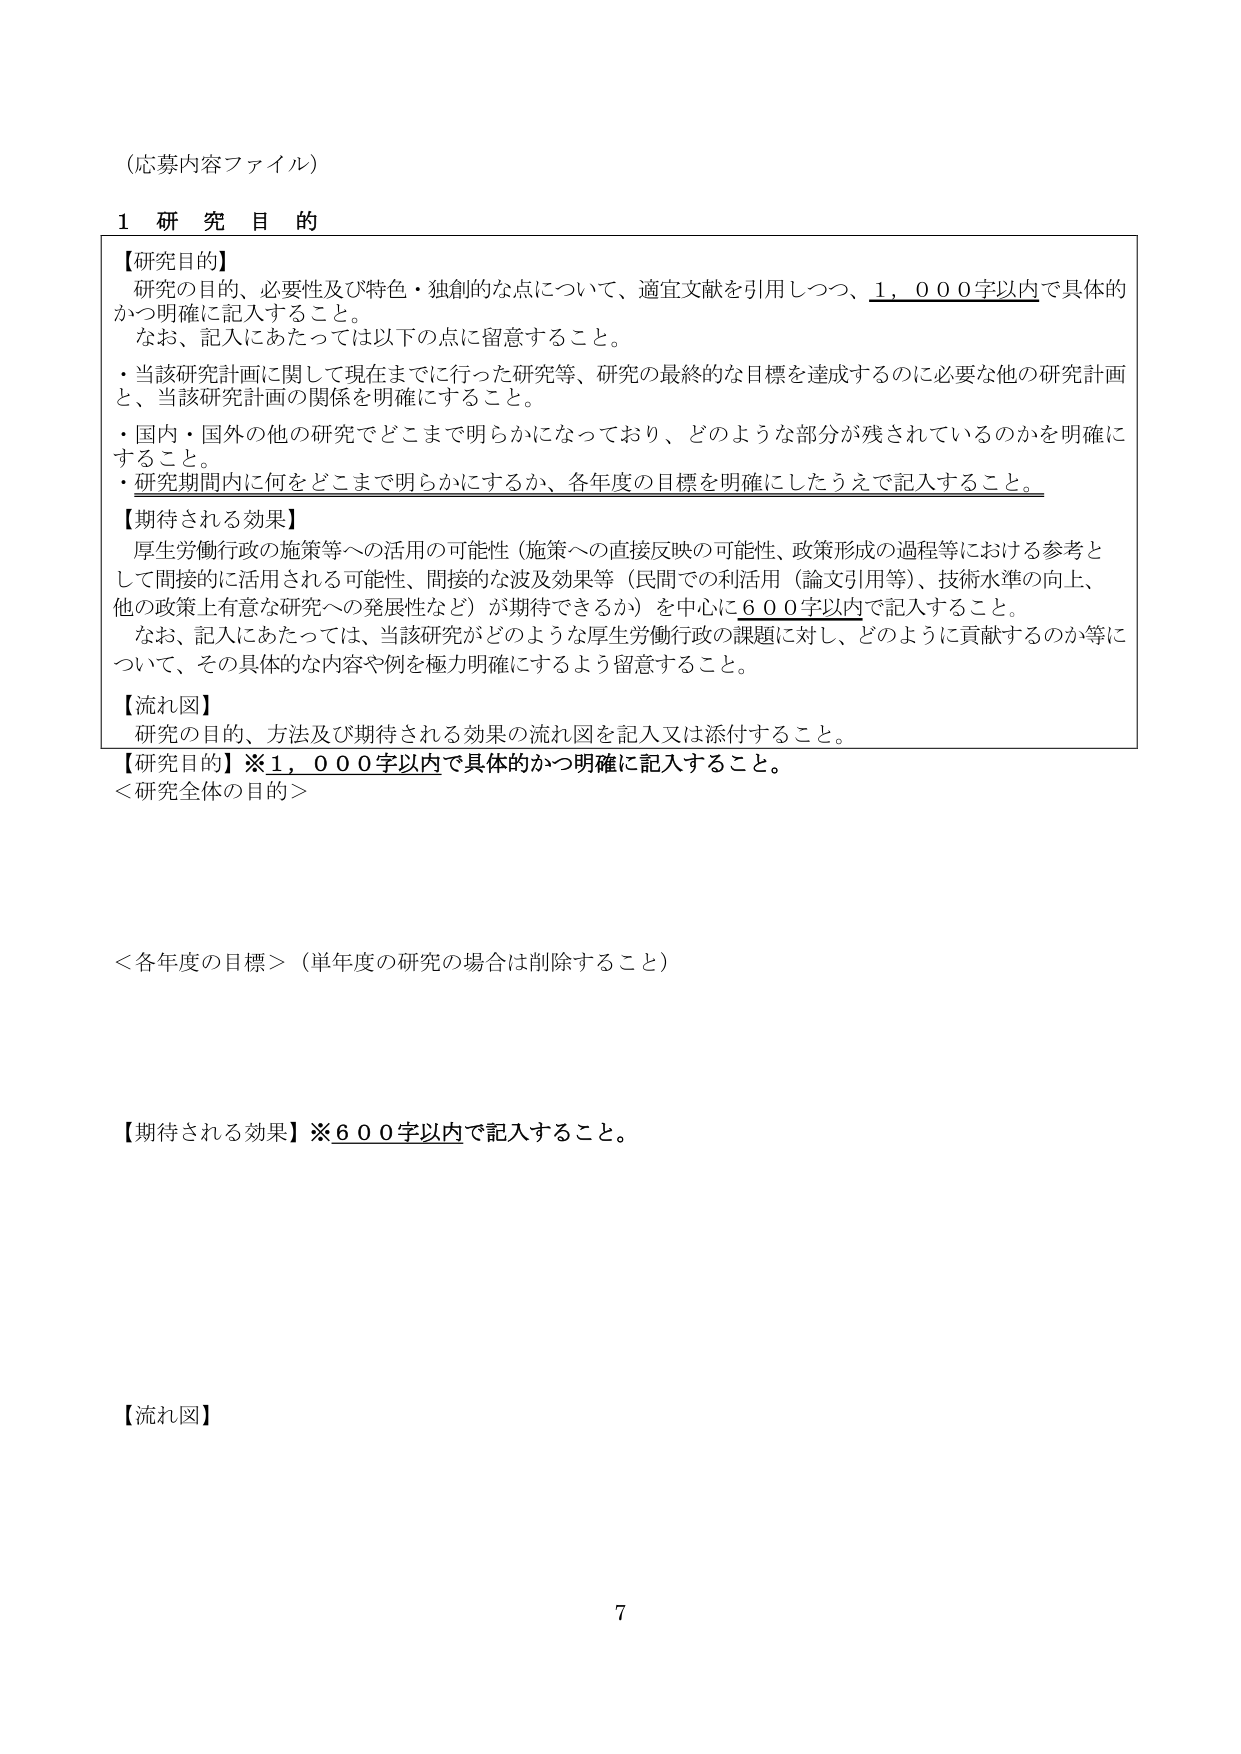 （応募内容ファイル）
１　研　究　目　的
【研究目的】
研究の目的、必要性及び特色・独創的な点について、適宜文献を引用しつつ、１，０００字以内で具体的
かつ明確に記入すること。
なお、記入にあたっては以下の点に留意すること。
・当該研究計画に関して現在までに行った研究等、研究の最終的な目標を達成するのに必要な他の研究計画
と、当該研究計画の関係を明確にすること。
・国内・国外の他の研究でどこまで明らかになっており、どのような部分が残されているのかを明確に
すること。
・研究期間内に何をどこまで明らかにするか、各年度の目標を明確にしたうえで記入すること。
【期待される効果】
厚生労働行政の施策等への活用の可能性（施策への直接反映の可能性、政策形成の過程等における参考と
して間接的に活用される可能性、間接的な波及効果等（民間での利活用（論文引用等）、技術水準の向上、
他の政策上有意な研究への発展性など）が期待できるか）を中心に６００字以内で記入すること。
なお、記入にあたっては、当該研究がどのような厚生労働行政の課題に対し、どのように貢献するのか等に
ついて、その具体的な内容や例を極力明確にするよう留意すること。
【流れ図】
研究の目的、方法及び期待される効果の流れ図を記入又は添付すること。
【研究目的】※１，０００字以内で具体的かつ明確に記入すること。
＜研究全体の目的＞
＜各年度の目標＞（単年度の研究の場合は削除すること）
【期待される効果】※６００字以内で記入すること。
【流れ図】
7